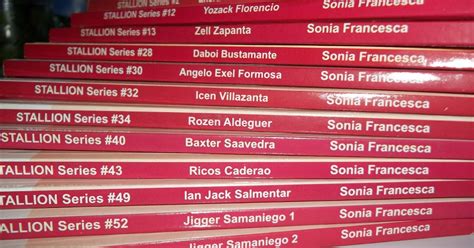 STALLION Series #12 Yozack Florencio Sonia Francesca
STALLION Series #13 Zell Zapanta Sonia Francesca
STALLION Series #28 Daboi Bustamante Sonia Francesca
STALLION Series #30 Angelo Exel Formosa Sonia Francesca
STALLION Series #32 Icen Villazanta Sonia Francesca
STALLION Series #34 Rozen Aldeguer Sonia Francesca
STALLION Series #40 Baxter Saavedra Sonia Francesca
STALLION Series #43 Ricos Caderao Sonia Francesca
STALLION Series #49 Ian Jack Salmentar Sonia Francesca
STALLION Series #52 Jigger Samaniego 1 Sonia Francesca
Jigger Samaniego 2 Sonia Francesca